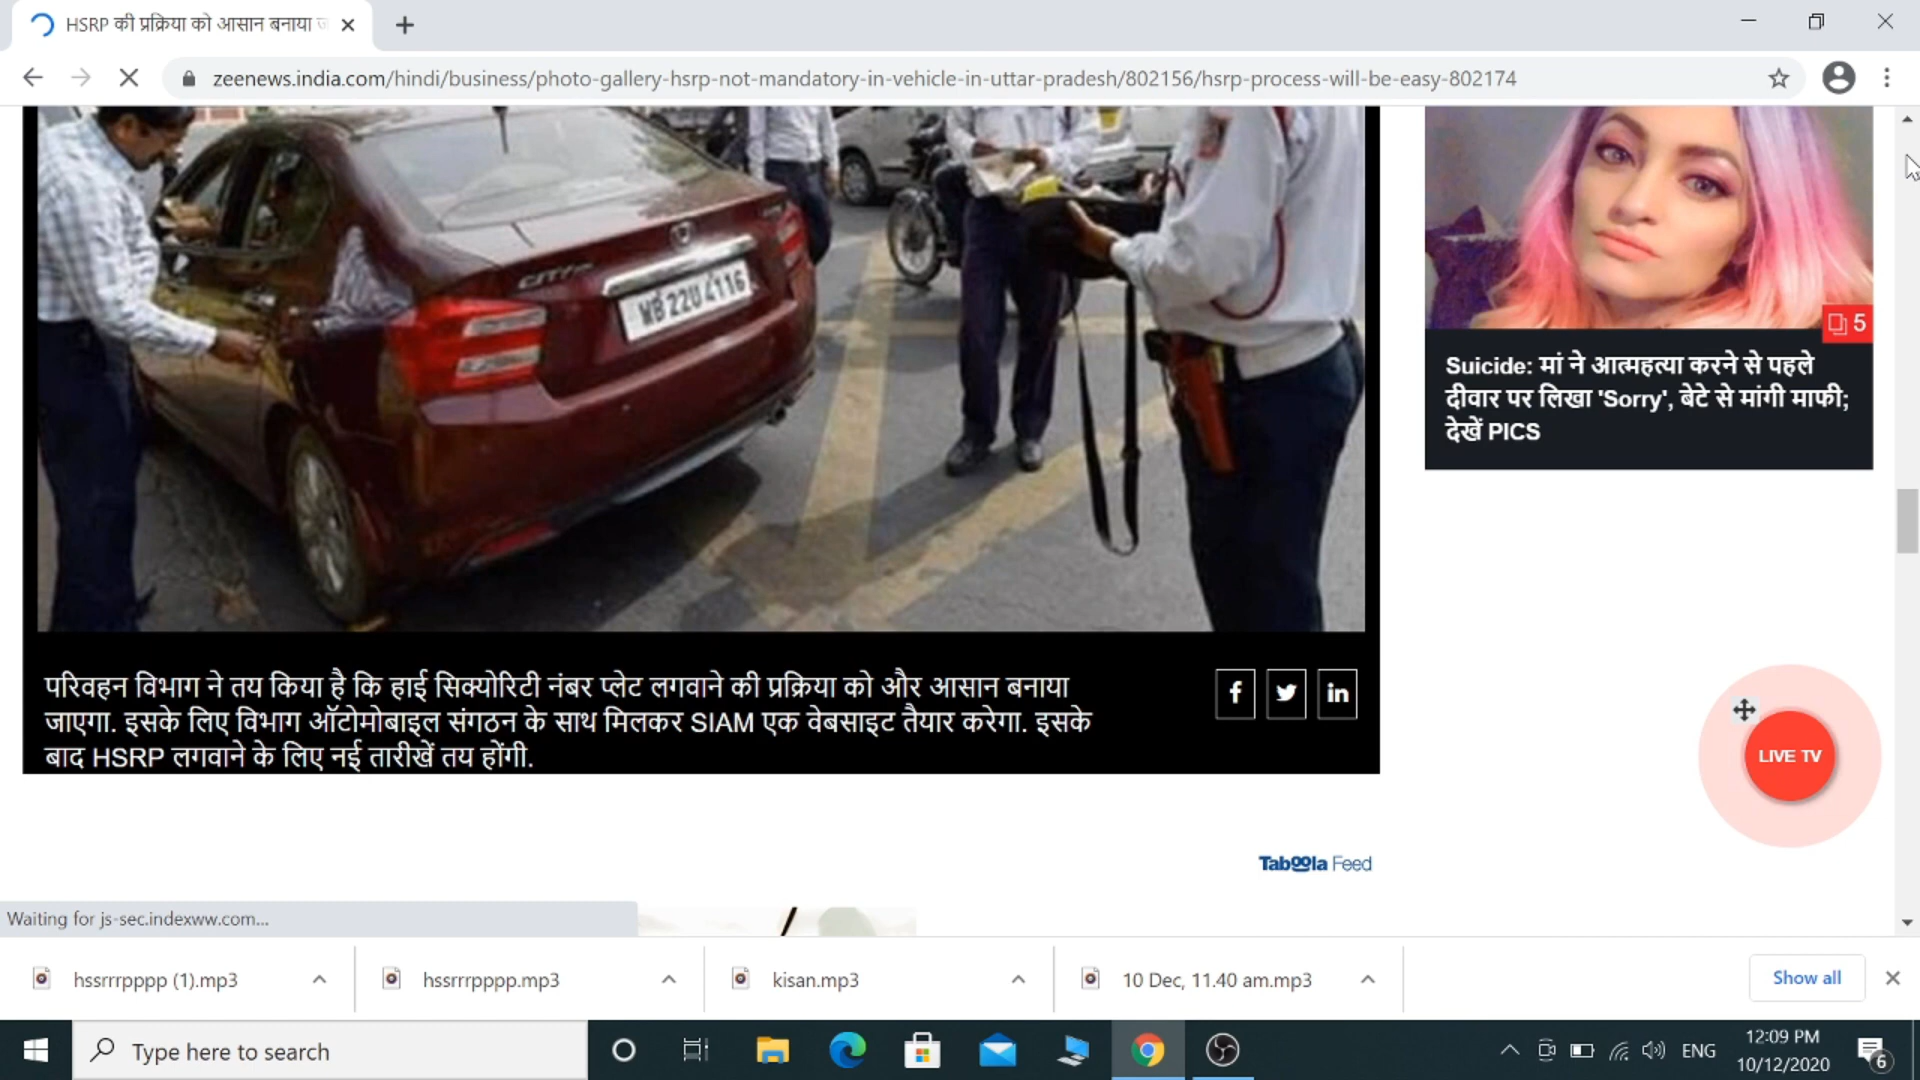 HSRP की प्रक्रिया को आसान बनाया
zeenews.india.com/hindi/business/photo-gallery-hsrp-not-mandatory-in-vehicle-in-uttar-pradesh/802156/hsrp-process-will-be-easy-802174
CITY
WB 22U 4116
5
Suicide: मां ने आत्महत्या करने से पहले
दीवार पर लिखा 'Sorry', बेटे से मांगी माफी;
देखें PICS
परिवहन विभाग ने तय किया है कि हाई सिक्योरिटी नंबर प्लेट लगवाने की प्रक्रिया को और आसान बनाया
जाएगा. इसके लिए विभाग ऑटोमोबाइल संगठन के साथ मिलकर SIAM एक वेबसाइट तैयार करेगा. इसके
बाद HSRP लगवाने के लिए नई तारीखें तय होंगी.
f
in
LIVE TV
Taboola Feed
Waiting for js-sec.indexww.com...
hssrrrpppp (1).mp3
hssrrrpppp.mp3
kisan.mp3
10 Dec, 11.40 am.mp3
Show all
Type here to search
ENG
12:09 PM
10/12/2020
6